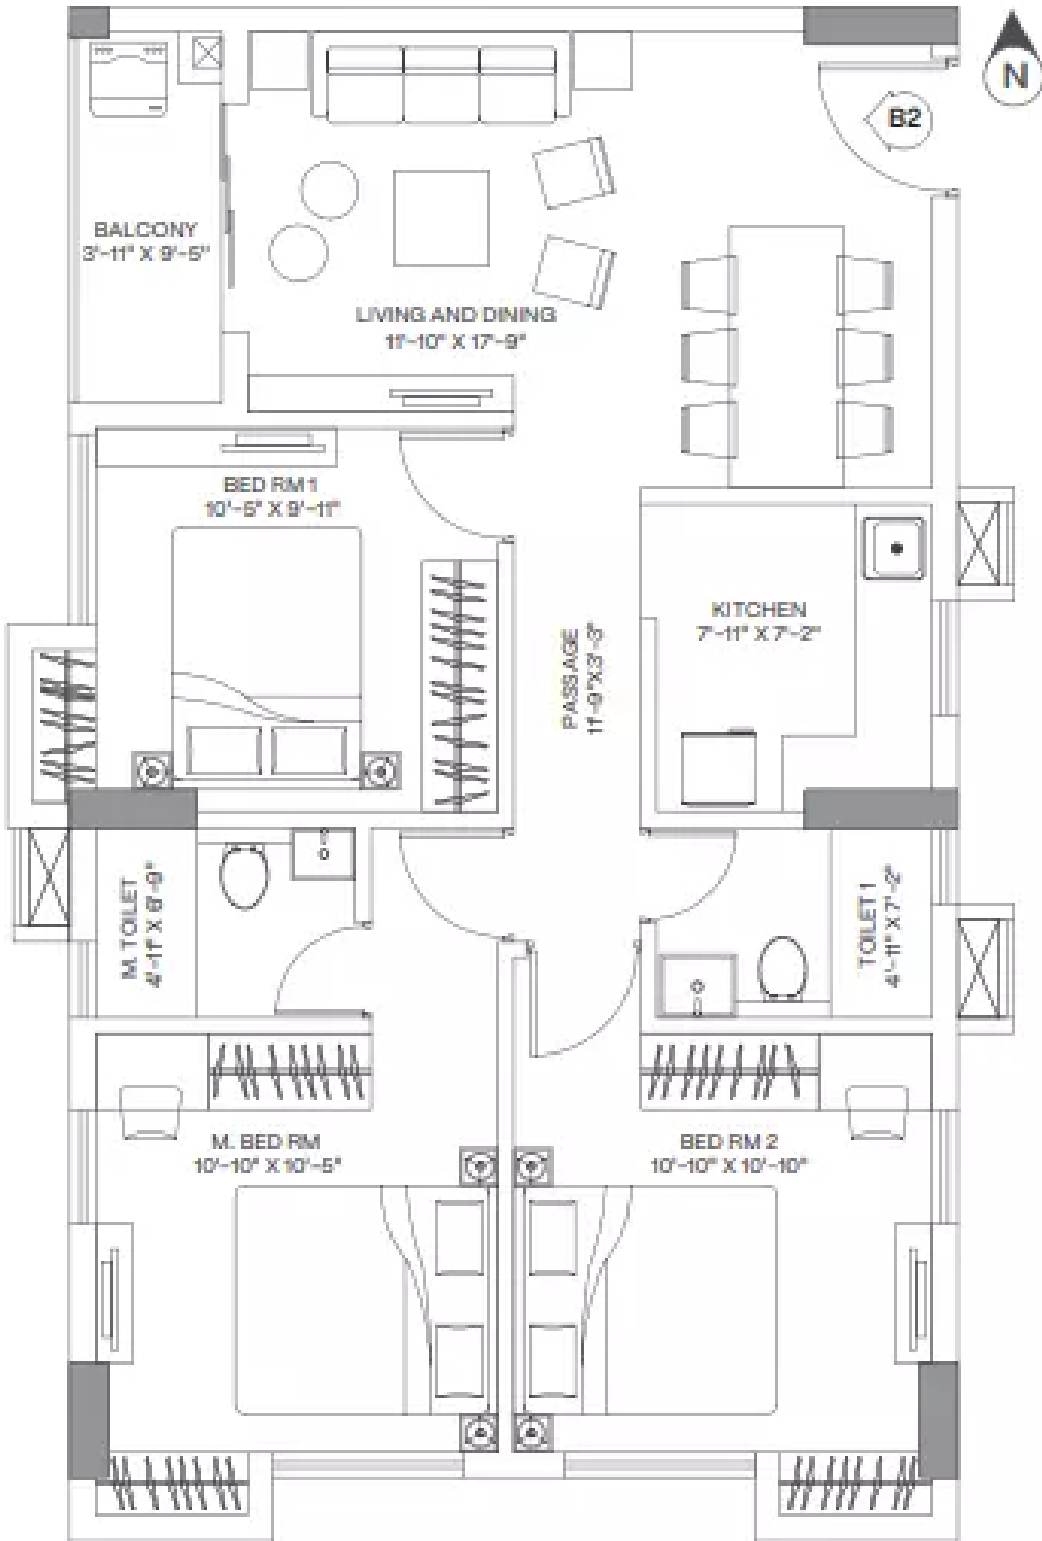 N
B2
BALCONY
3'-11" X 9'-5"
LIVING AND DINING
11'-10" X 17'-9"
BED RM 1
10'-5" X 9'-11"
KITCHEN
7'-11" X 7'-2"
PASSAGE
11'-9"X3'-3"
M. TOILET
4'-11" X 8'-9"
TOILET 1
4'-11" X 7'-2"
M. BED RM
10'-10" X 10'-5"
BED RM 2
10'-10" X 10'-10"